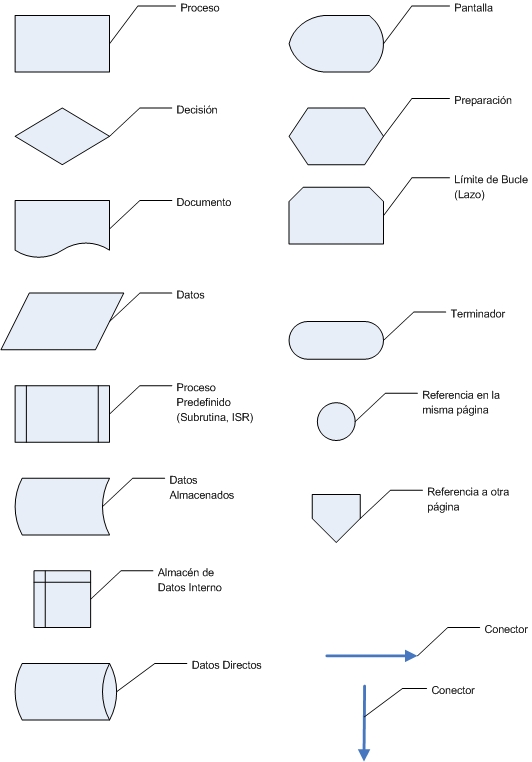 Proceso
Decisión
Documento
Datos
Proceso
Predefinido
(Subrutina, ISR)
Datos
Almacenados
Almacén de
Datos Interno
Datos Directos
Pantalla
Preparación
Límite de Bucle
(Lazo)
Terminador
Referencia en la
misma página
Referencia a otra
página
Conector
Conector